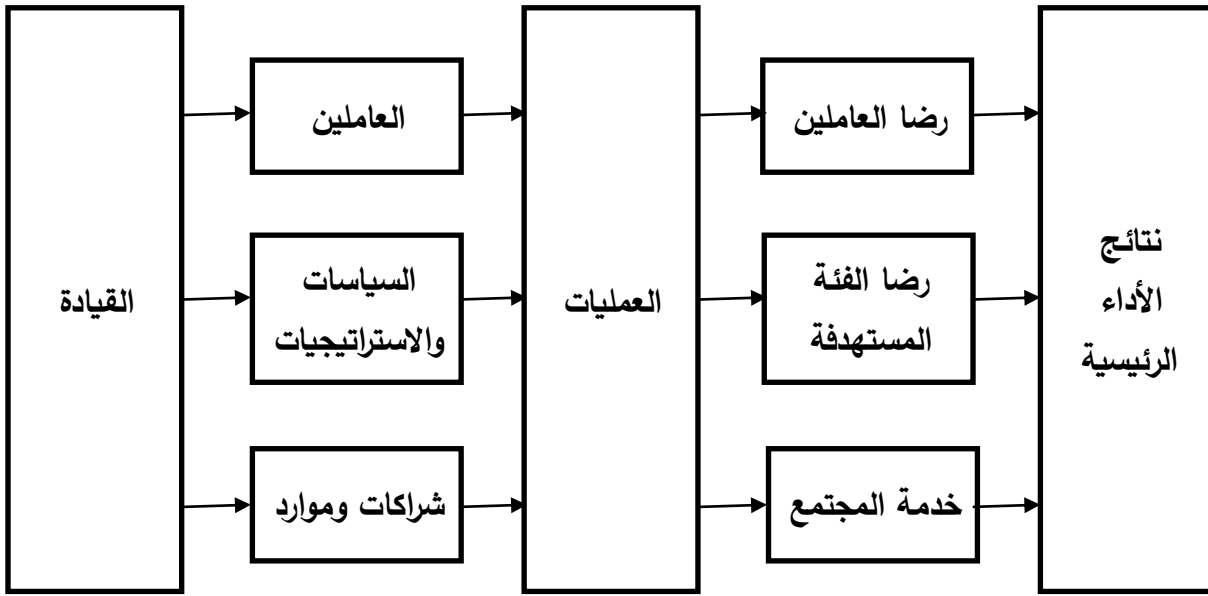 القيادة
العاملين
السياسات
والاستراتيجيات
شراكات وموارد
العمليات
رضا العاملين
رضا الفئة
المستهدفة
خدمة المجتمع
نتائج
الأداء
الرئيسية